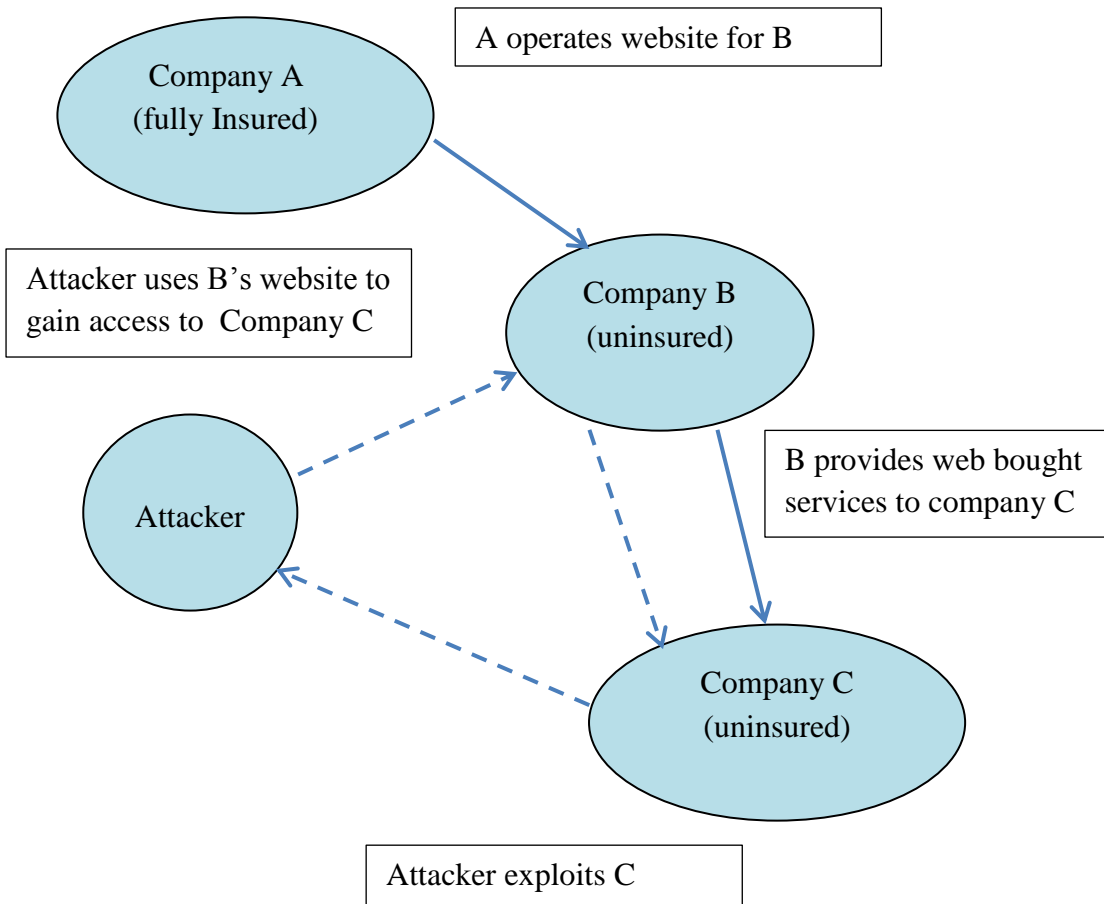 A operates website for B
Company A
(fully Insured)
Attacker uses B’s website to
gain access to  Company C
Company B
(uninsured)
B provides web bought
services to company C
Attacker
Company C
(uninsured)
Attacker exploits C